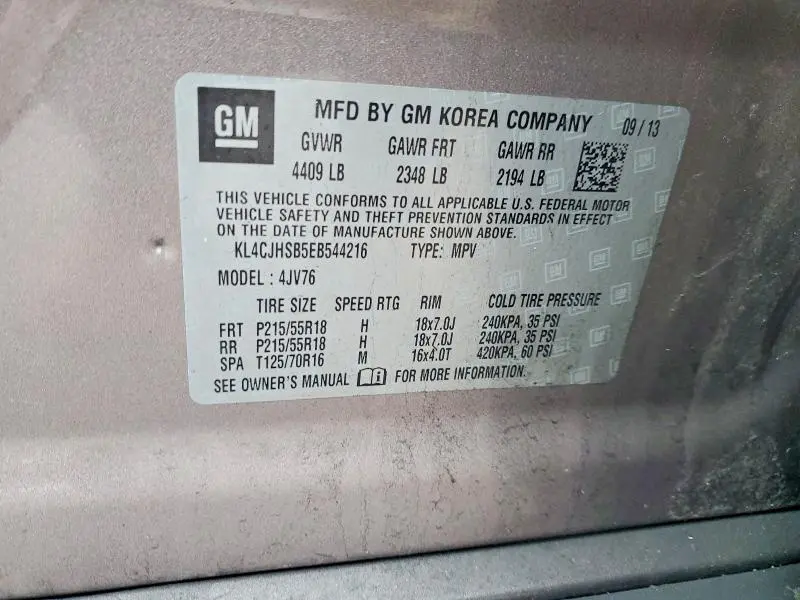 GM
MFD BY GM KOREA COMPANY 09 / 13
GVWR GAWR FRT GAWR RR
4409 LB 2348 LB 2194 LB
THIS VEHICLE CONFORMS TO ALL APPLICABLE U.S. FEDERAL MOTOR
VEHICLE SAFETY AND THEFT PREVENTION STANDARDS IN EFFECT
ON THE DATE OF MANUFACTURE SHOWN ABOVE.
KL4CJHSB5EB544216 TYPE: MPV
MODEL : 4JV76
TIRE SIZE SPEED RTG RIM COLD TIRE PRESSURE
FRT P215/55R18 H 18x7.0J 240KPA, 35 PSI
RR P215/55R18 H 18x7.0J 240KPA, 35 PSI
SPA T125/70R16 M 16x4.0T 420KPA, 60 PSI
SEE OWNER'S MANUAL FOR MORE INFORMATION.